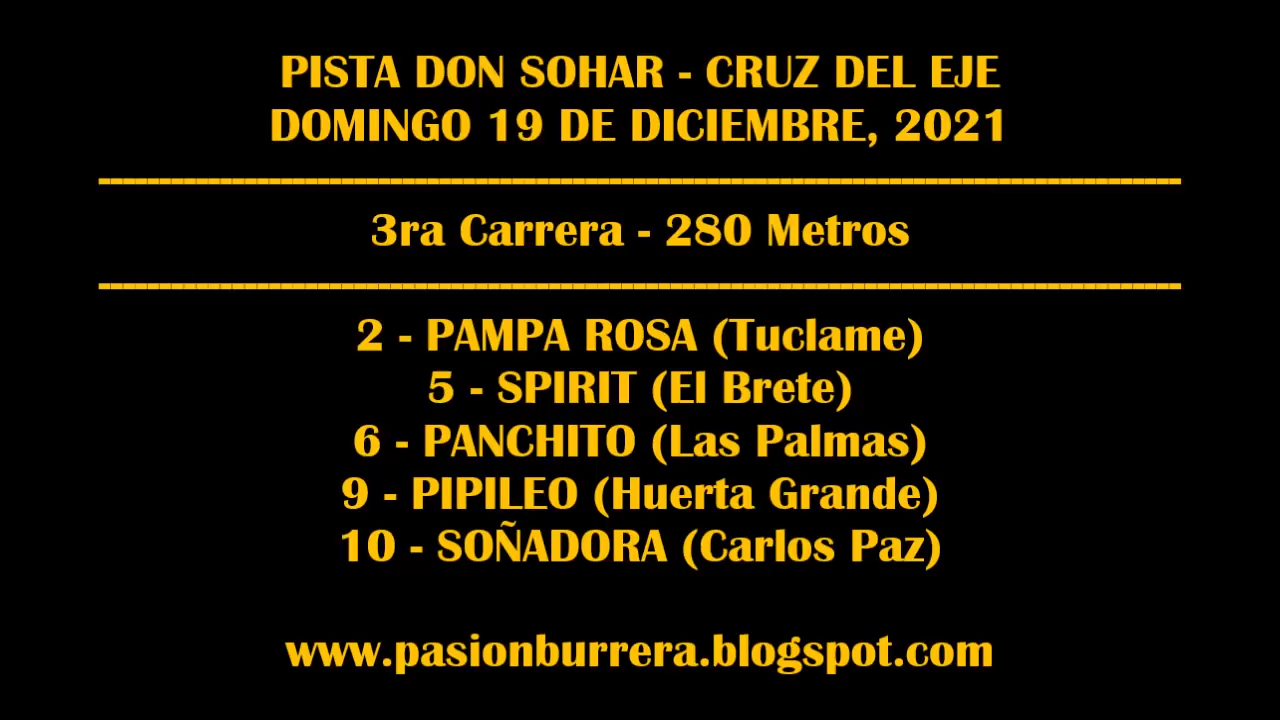 PISTA DON SOHAR - CRUZ DEL EJE
DOMINGO 19 DE DICIEMBRE, 2021
3ra Carrera - 280 Metros
2 - PAMPA ROSA (Tuclame)
5 - SPIRIT (El Brete)
6 - PANCHITO (Las Palmas)
9 - PIPILEO (Huerta Grande)
10 - SOÑADORA (Carlos Paz)
www.pasionburrera.blogspot.com